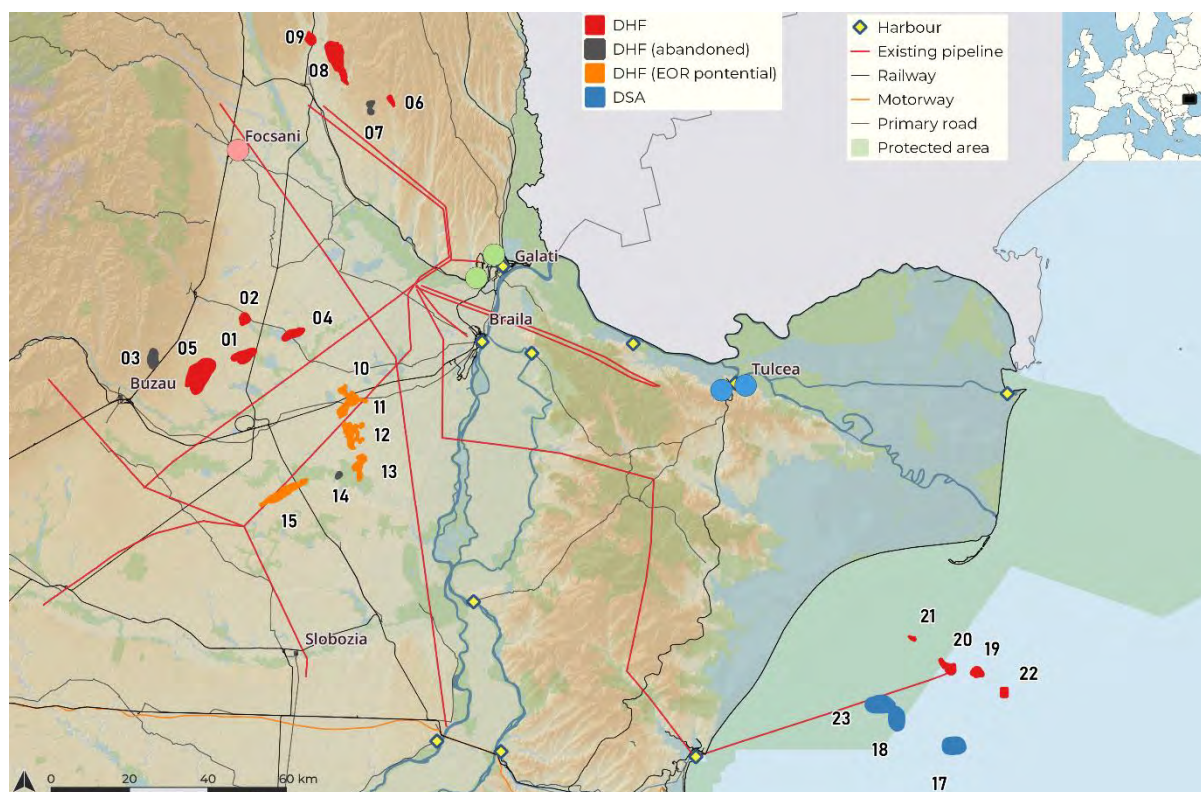 DHF
DHF (abandoned)
DHF (EOR pontential)
DSA
Harbour
Existing pipeline
Railway
Motorway
Primary road
Protected area
09
08
06
07
Focsani
Galati
02
04
01
Braila
03
05
Buzau
10
Tulcea
11
12
13
14
15
Slobozia
21
20
19
22
23
18
17
0
20
40
60 km